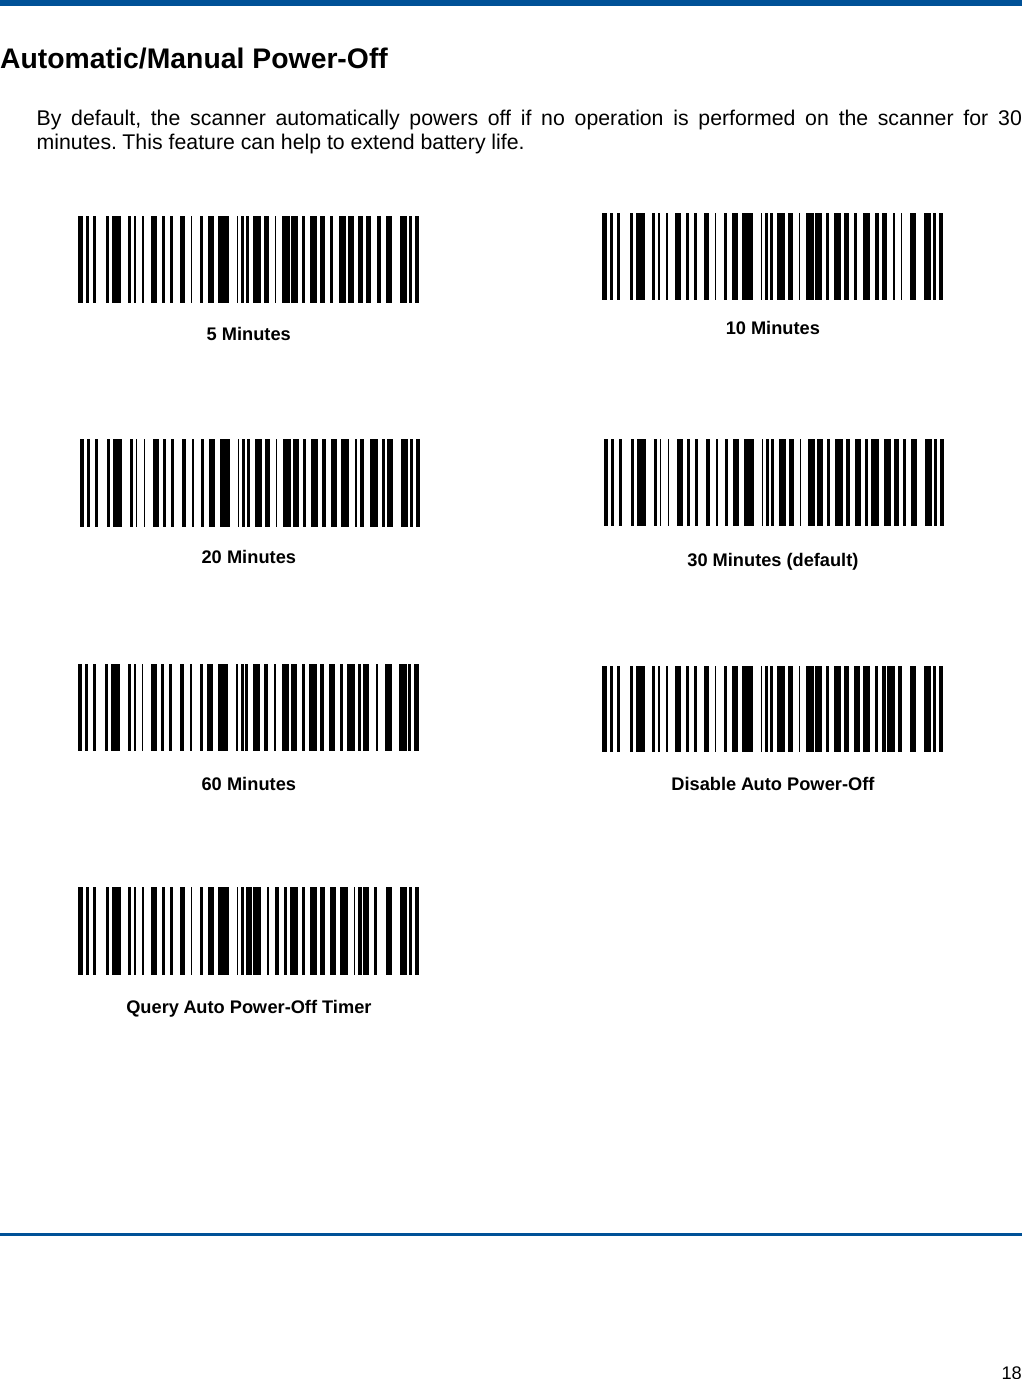 Automatic/Manual Power-Off
By default, the scanner automatically powers off if no operation is performed on the scanner for 30
minutes. This feature can help to extend battery life.
5 Minutes
10 Minutes
20 Minutes
30 Minutes (default)
60 Minutes
Disable Auto Power-Off
Query Auto Power-Off Timer
18